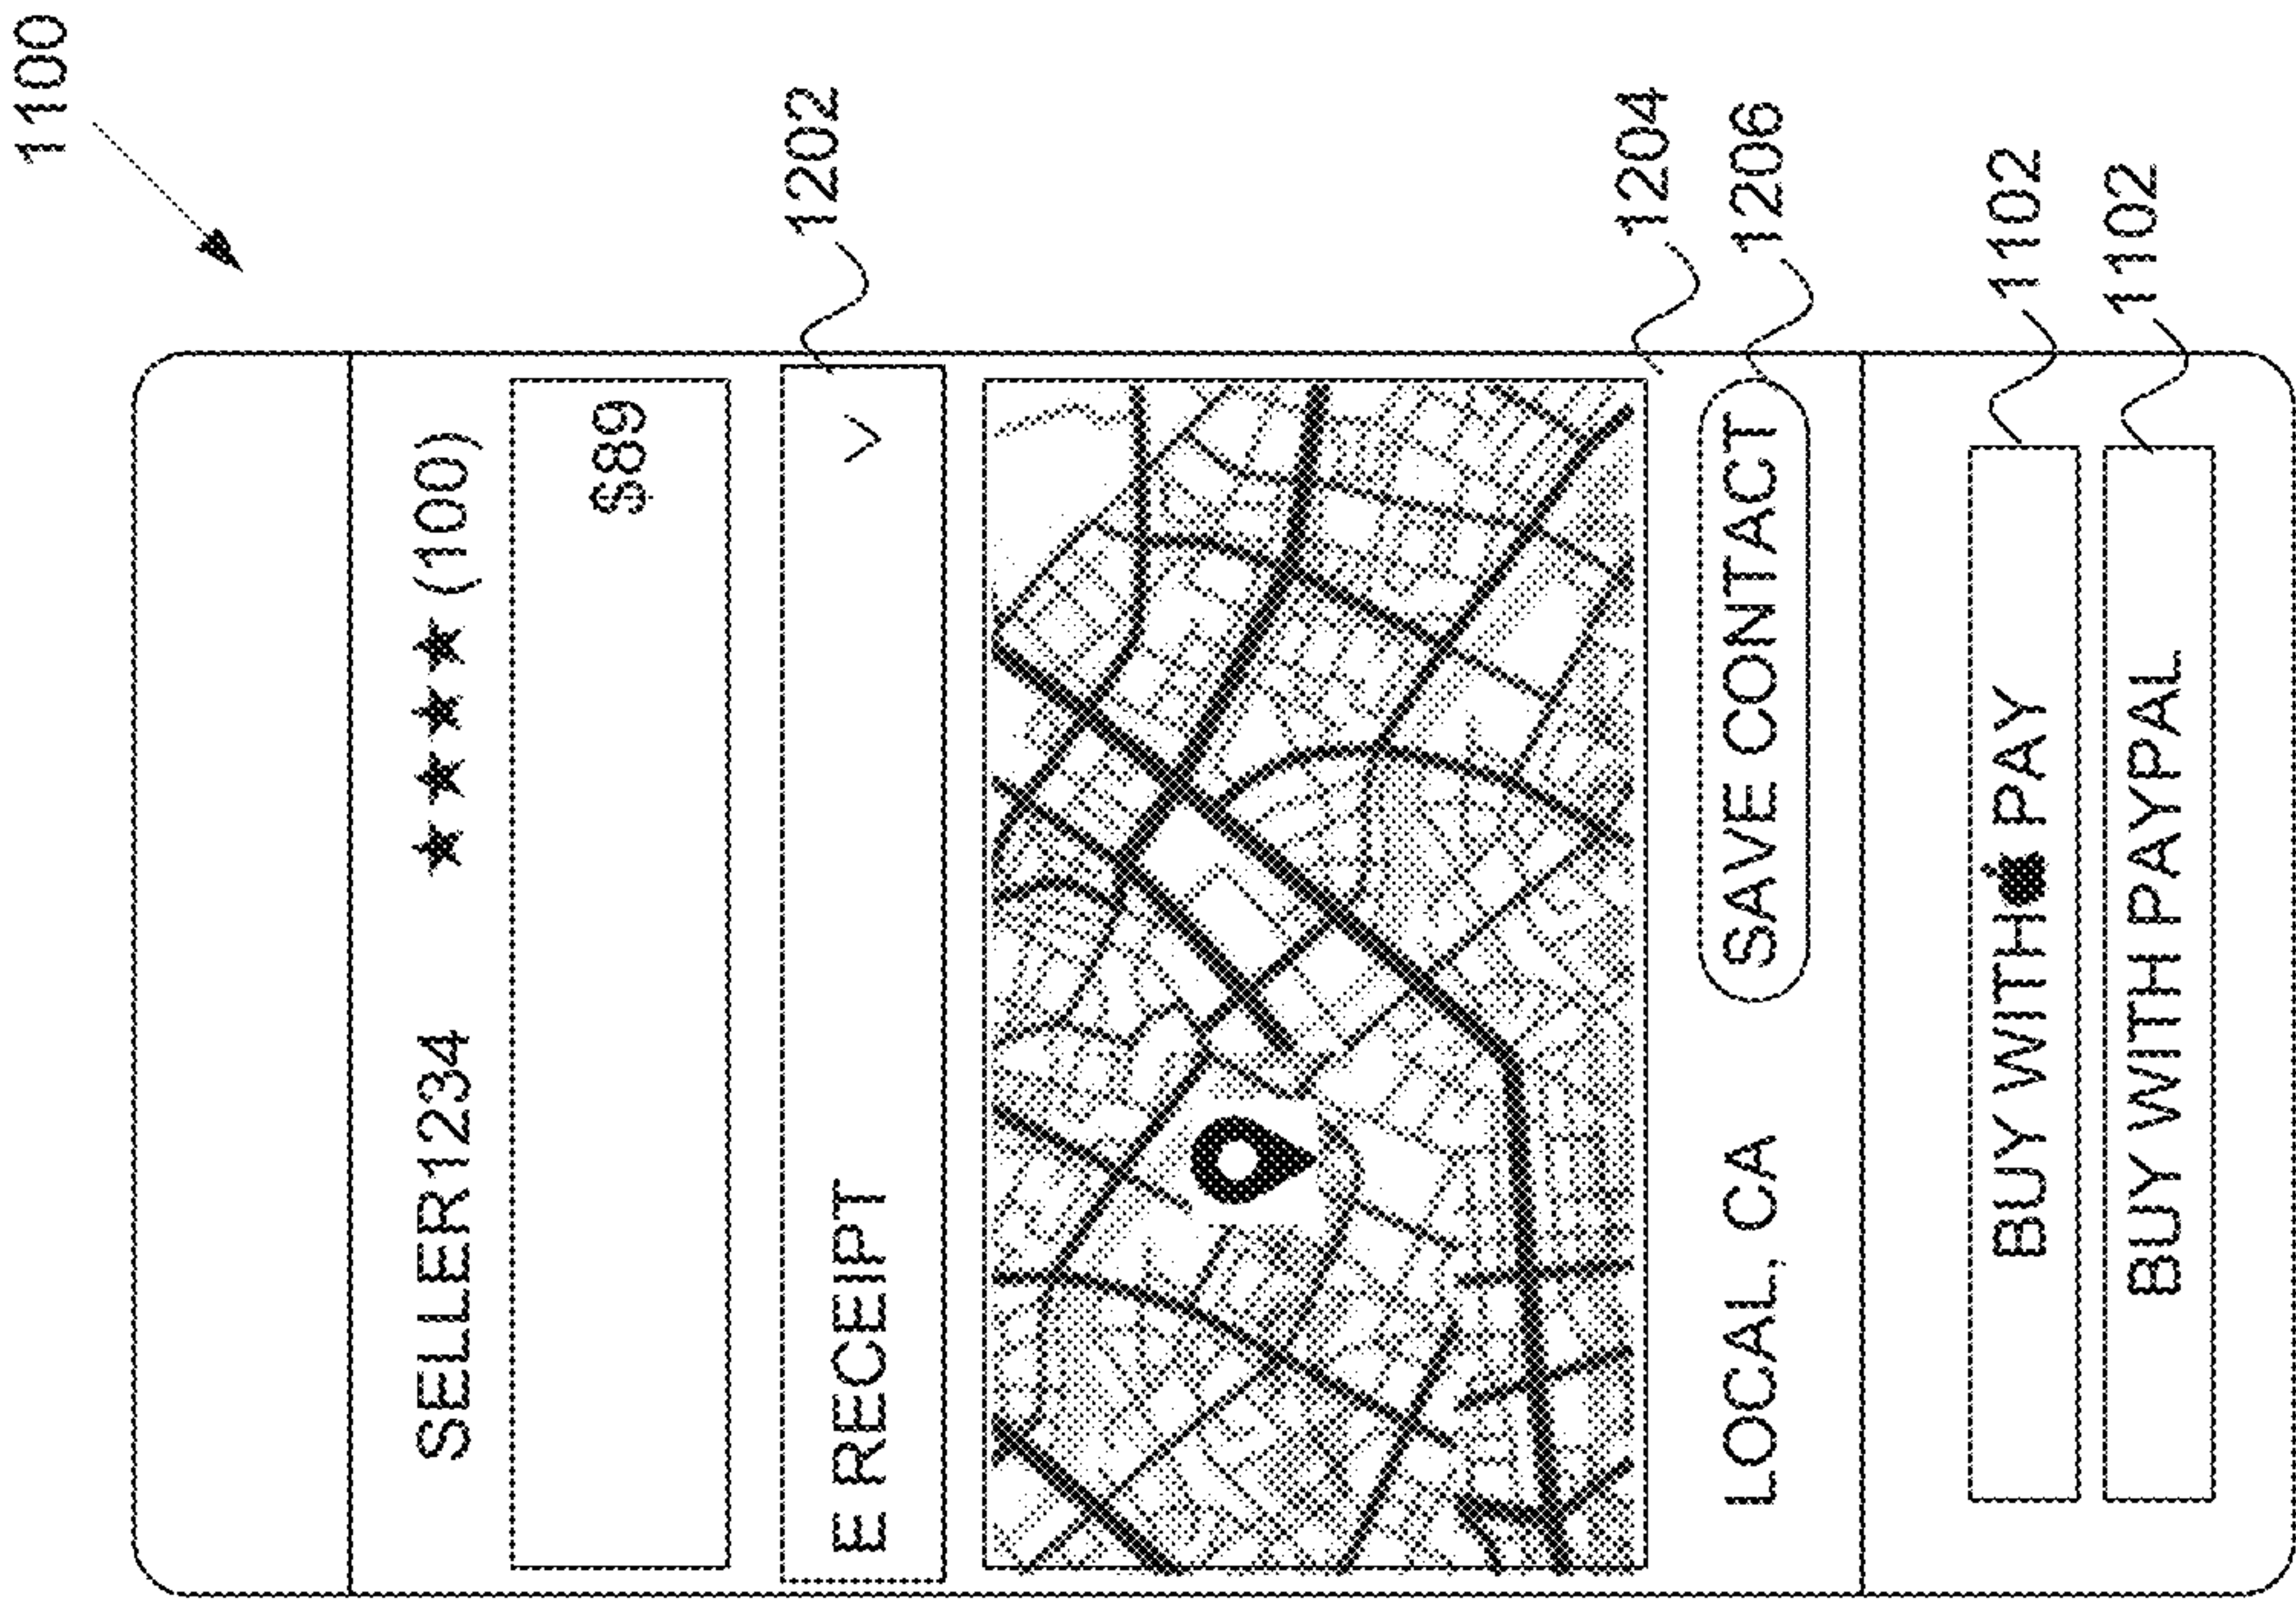 1100
SELLER1234 ★★★★ (100)
$89
E RECEIPT
1202
1204
LOCAL, CA SAVE CONTACT
1206
BUY WITH PAY
1102
BUY WITH PAYPAL
1102